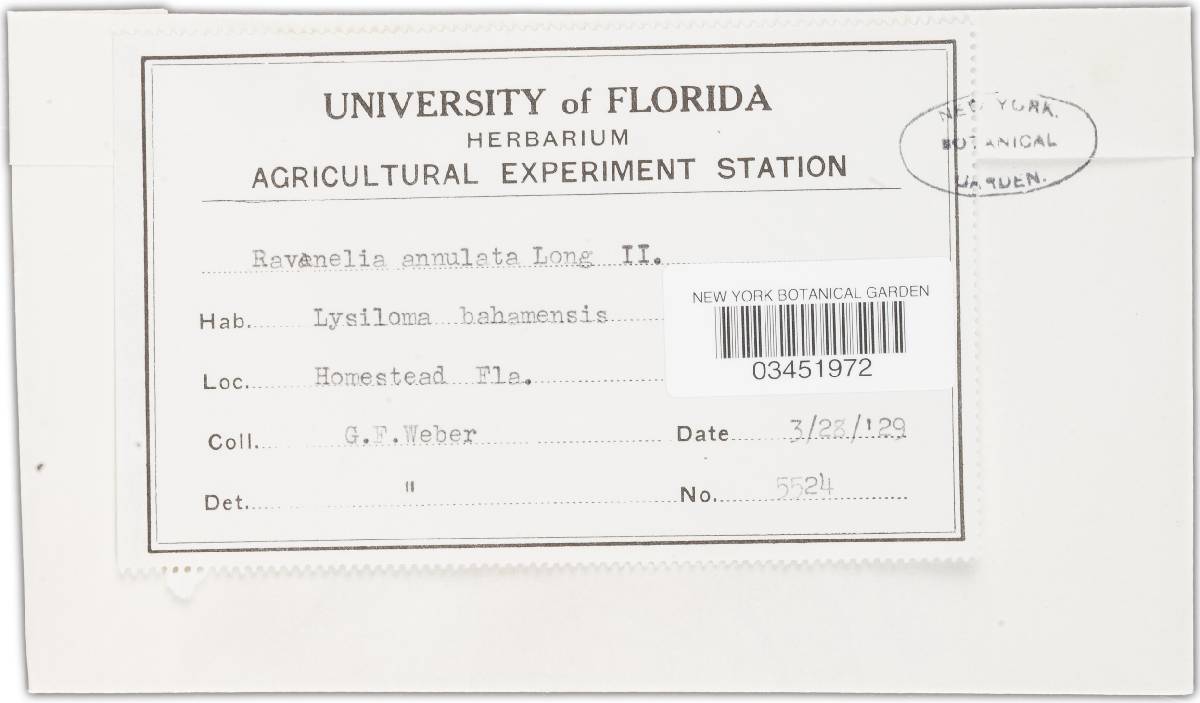 UNIVERSITY of FLORIDA
HERBARIUM
AGRICULTURAL EXPERIMENT STATION
NEW YORK
BOTANICAL
GARDEN.
Ravenelia annulata Long II.
Hab. Lysiloma bahamensis
NEW YORK BOTANICAL GARDEN
03451972
Loc. Homestead Fla.
Coll. G.F.Weber Date 3/28/'29
Det. " No. 5524